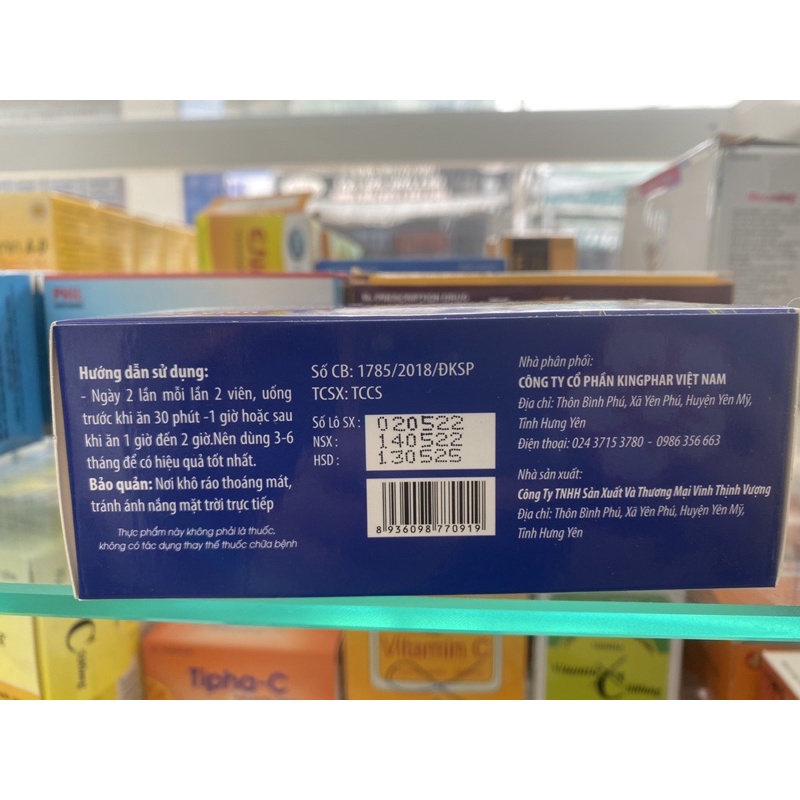 PHIL
Rx PRESCRIPTION DRUG
Hướng dẫn sử dụng:
- Ngày 2 lần mỗi lần 2 viên, uống
trước khi ăn 30 phút -1 giờ hoặc sau
khi ăn 1 giờ đến 2 giờ.Nên dùng 3-6
tháng để có hiệu quả tốt nhất.
Bảo quản: Nơi khô ráo thoáng mát,
tránh ánh nắng mặt trời trực tiếp
Thực phẩm này không phải là thuốc,
không có tác dụng thay thế thuốc chữa bệnh
Số CB: 1785/2018/ĐKSP
TCSX: TCCS
Số Lô SX : 020522
NSX : 140522
HSD : 130525
8 936098 770919
Nhà phân phối:
CÔNG TY CỔ PHẦN KINGPHAR VIỆT NAM
Địa chỉ: Thôn Bình Phú, Xã Yên Phú, Huyện Yên Mỹ,
Tỉnh Hưng Yên
Điện thoại: 024 3715 3780 - 0986 356 663
Nhà sản xuất:
Công Ty TNHH Sản Xuất Và Thương Mại Vinh Thịnh Vượng
Địa chỉ: Thôn Bình Phú, Xã Yên Phú, Huyện Yên Mỹ,
Tỉnh Hưng Yên
Tipha-C
Vitamin C